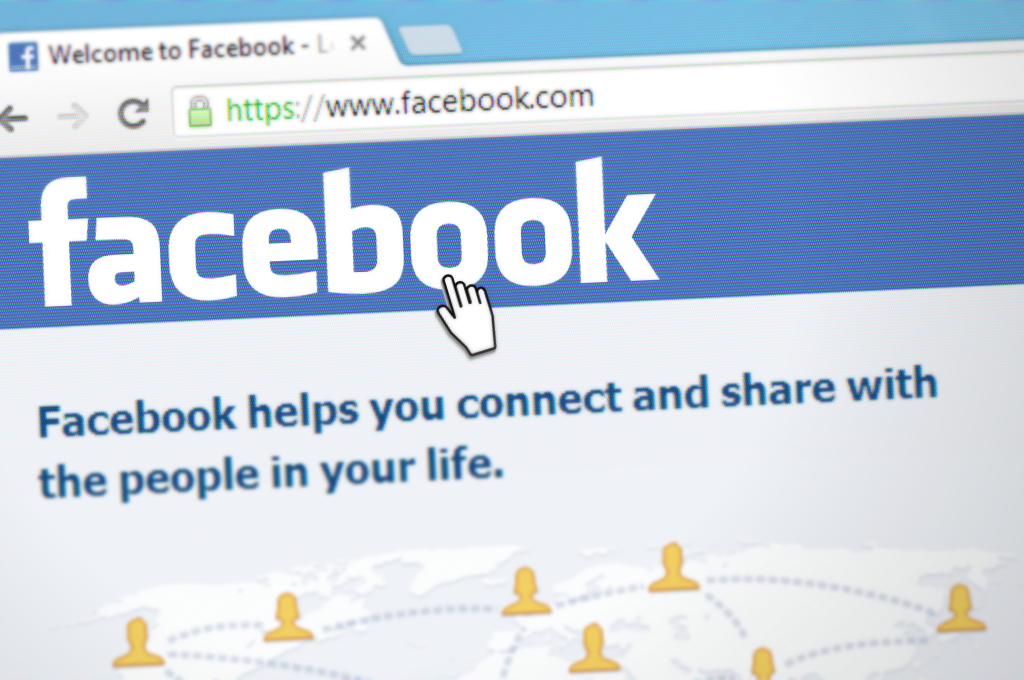 Welcome to Facebook -
https://www.facebook.com
facebook
Facebook helps you connect and share with
the people in your life.